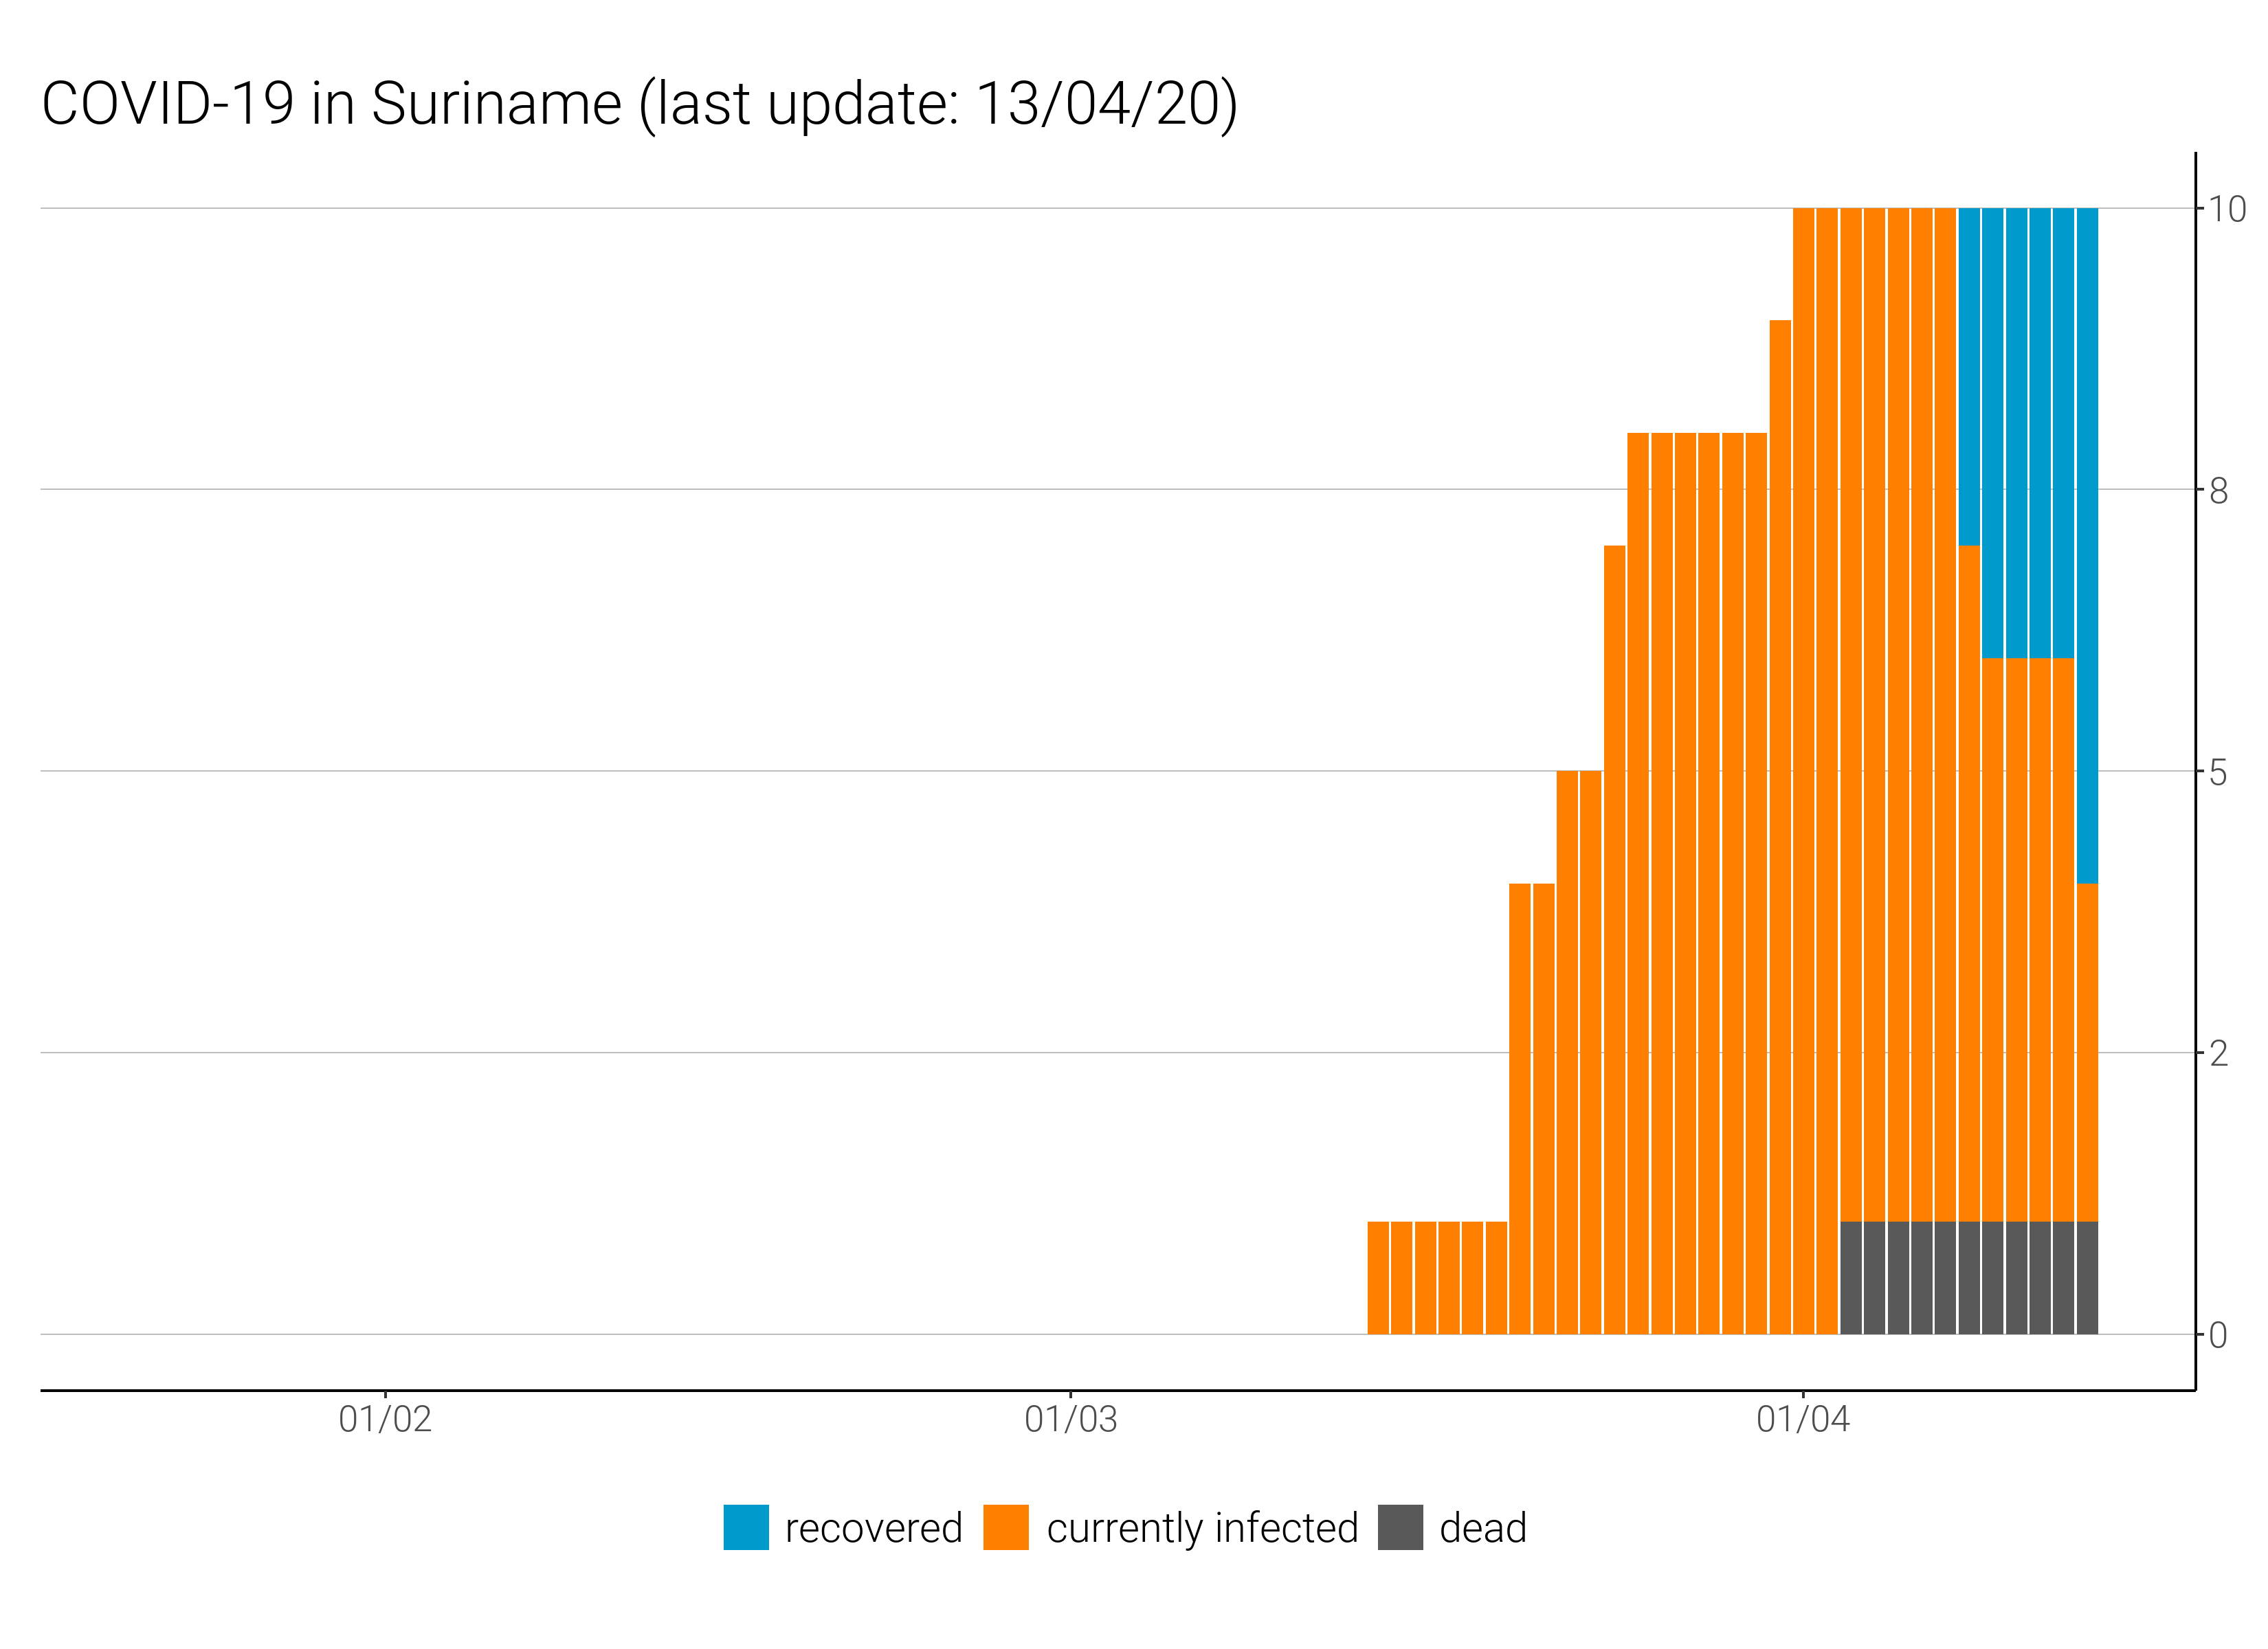 COVID-19 in Suriname (last update: 13/04/20)
10
8
5
2
0
01/02 01/03 01/04
recovered currently infected dead